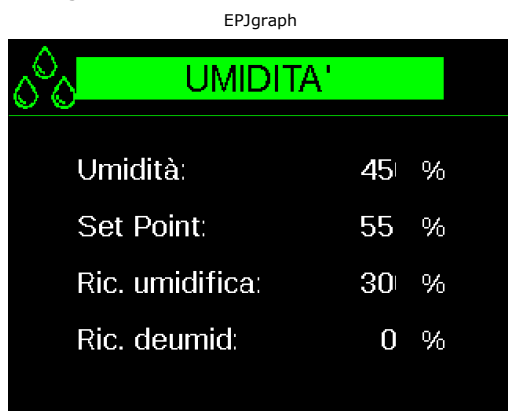 EPJgraph
UMIDITA'
Umidità: 45 %
Set Point: 55 %
Ric. umidifica: 30 %
Ric. deumid: 0 %